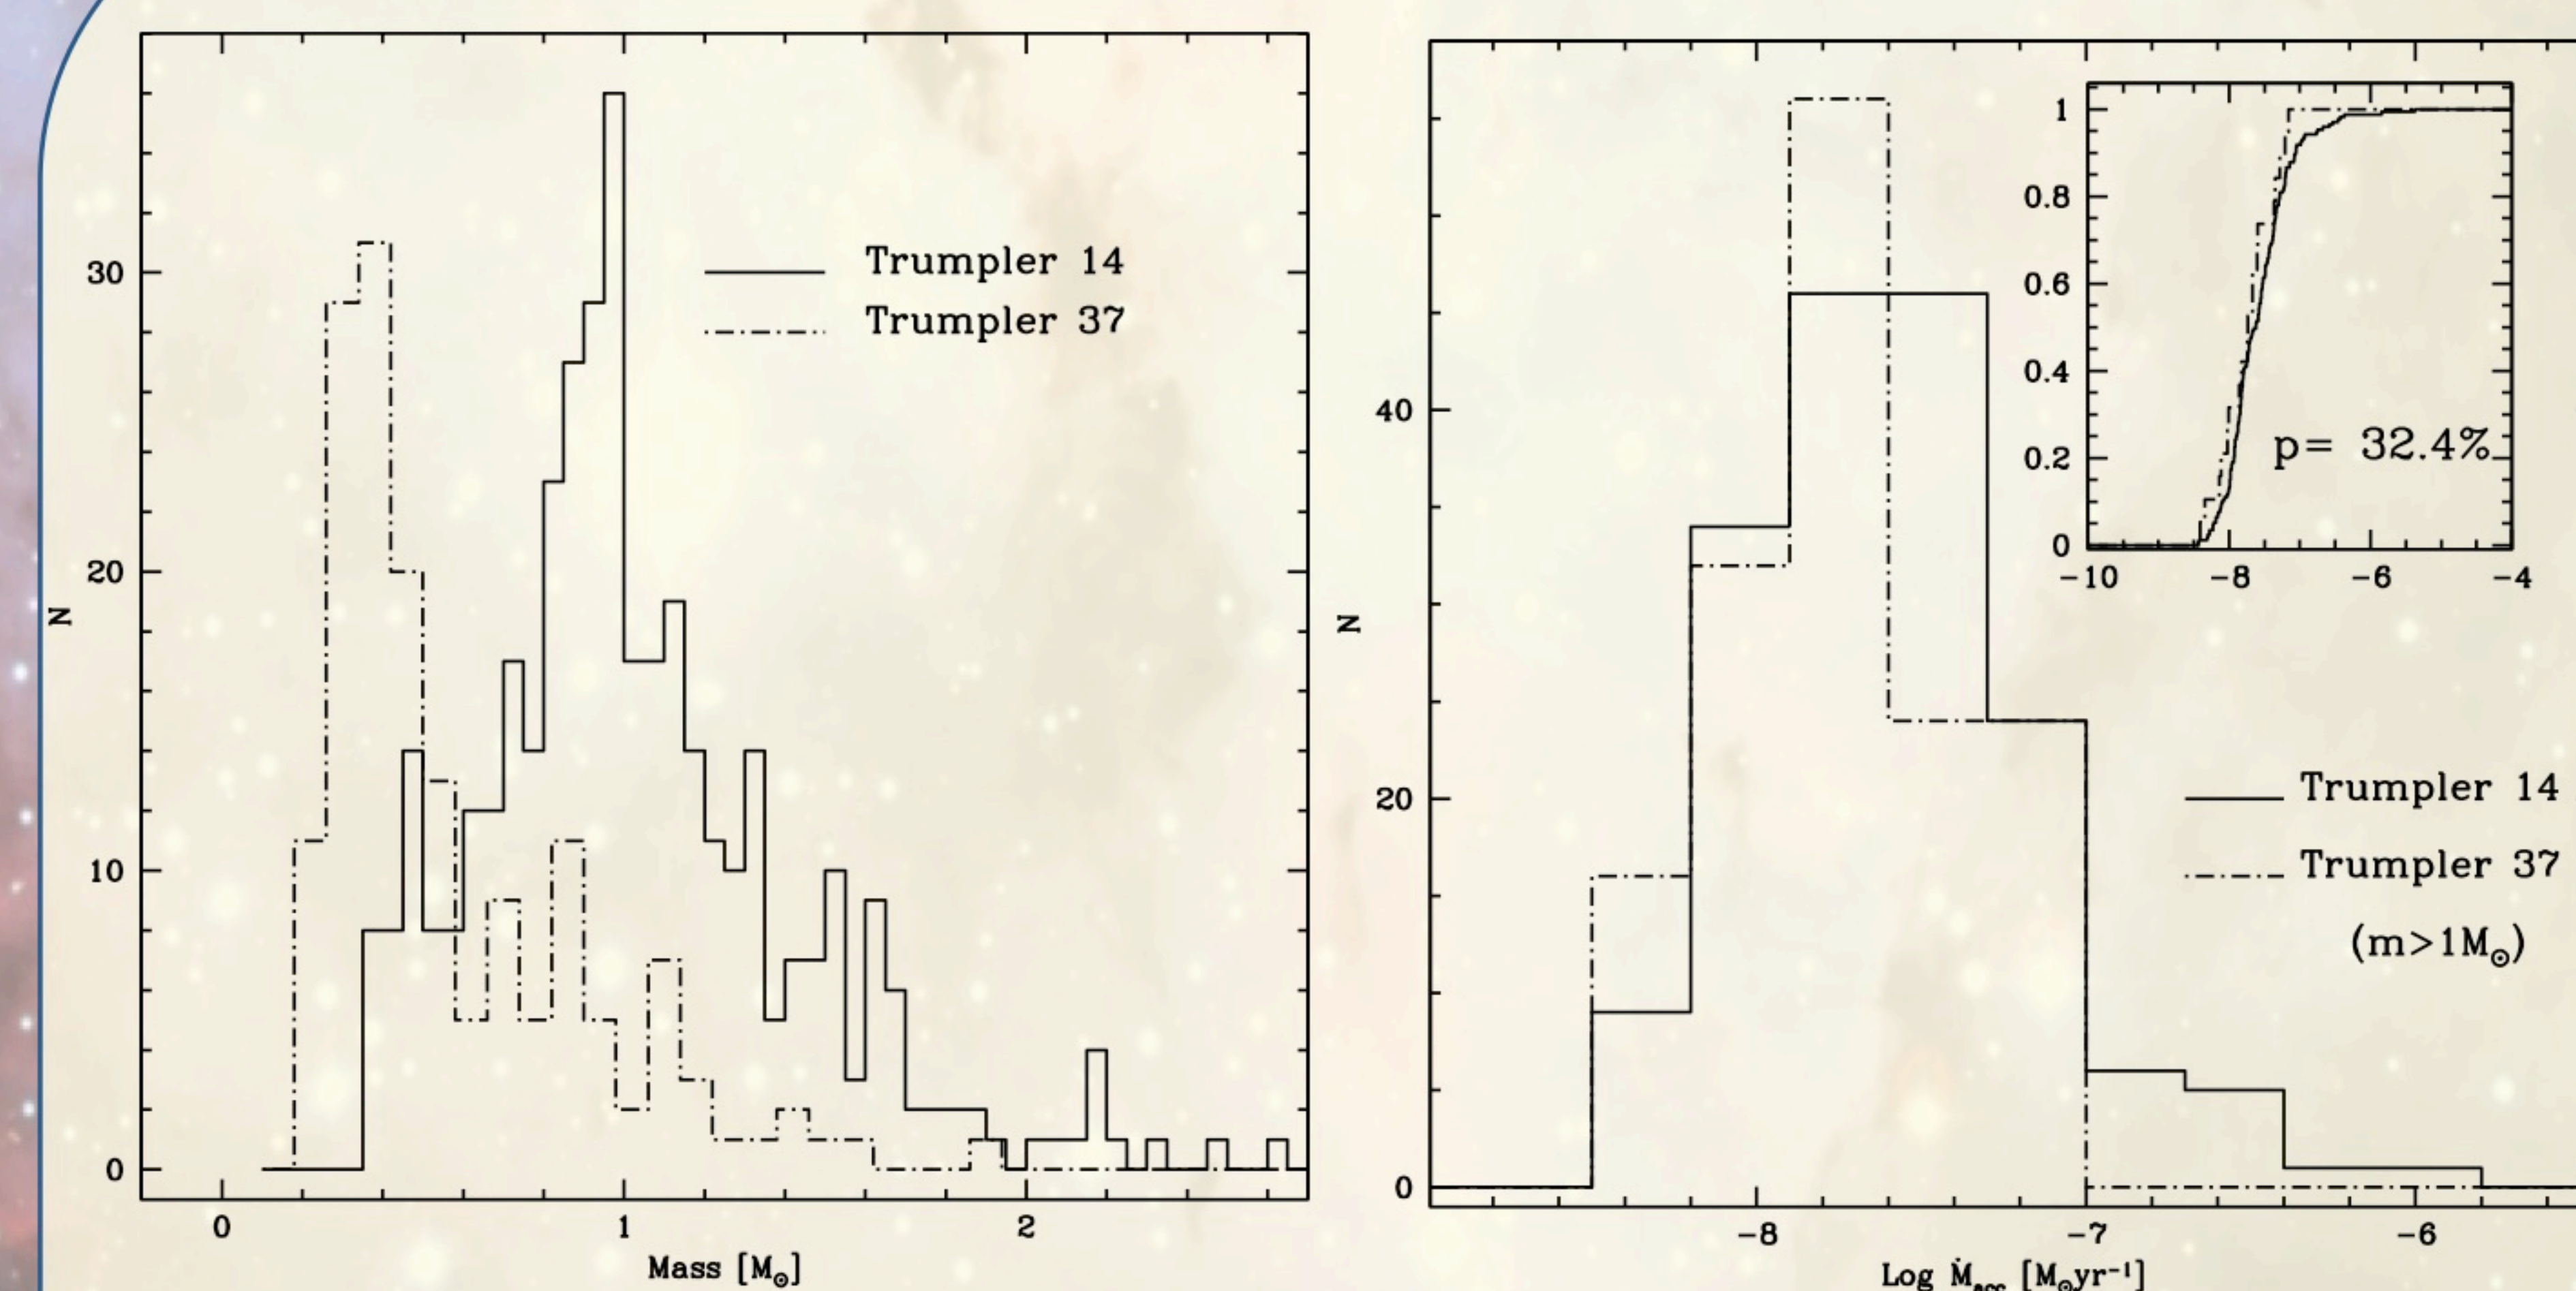 30
20
10
0
N
Trumpler 14
Trumpler 37
0 1 2
Mass [M⊙]
40
20
0
N
1
0.8
0.6
0.4
0.2
0
p= 32.4%
-10 -8 -6 -4
Trumpler 14
Trumpler 37
(m>1M⊙)
-8 -7 -6
Log Ṁacc [M⊙yr⁻¹]